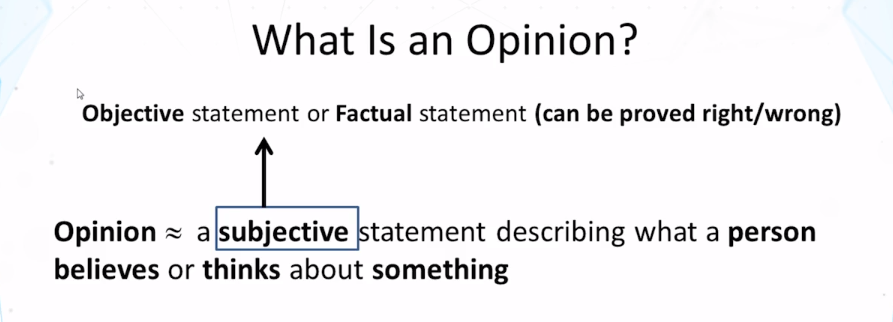 What Is an Opinion?
Objective statement or Factual statement (can be proved right/wrong)
Opinion ≈ a subjective statement describing what a person
believes or thinks about something